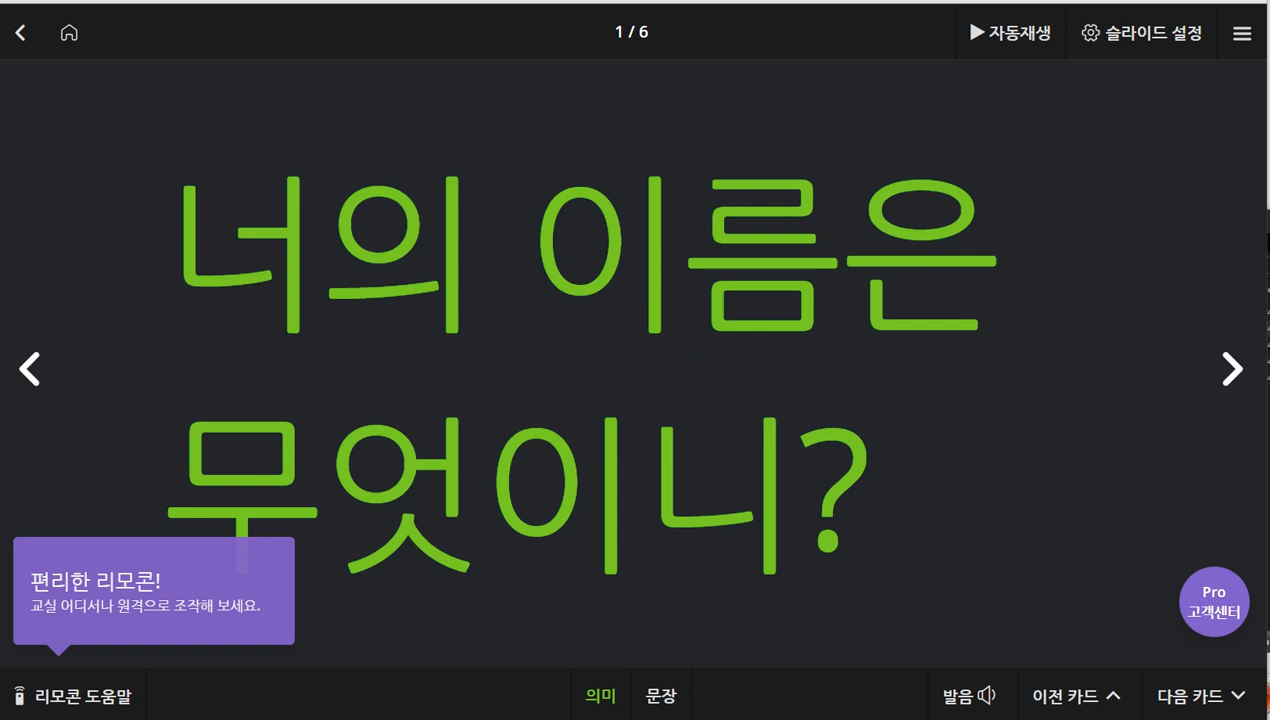 1 / 6
자동재생
슬라이드 설정
너의 이름은
무엇이니?
편리한 리모콘!
교실 어디서나 원격으로 조작해 보세요.
Pro
고객센터
리모콘 도움말
의미
문장
발음
이전 카드
다음 카드